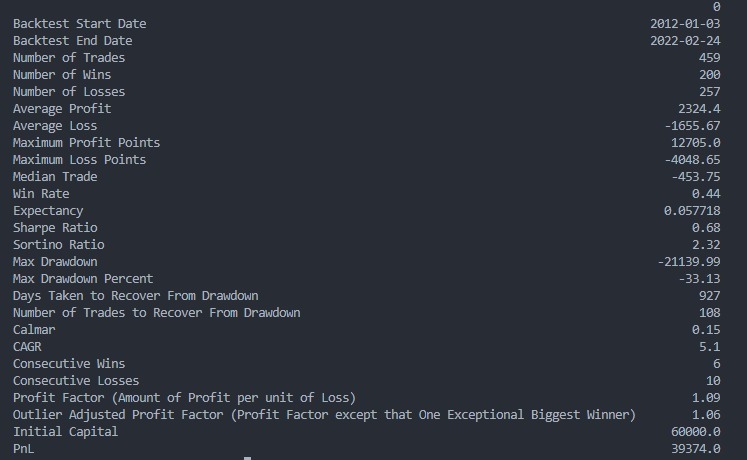 0
Backtest Start Date 2012-01-03
Backtest End Date 2022-02-24
Number of Trades 459
Number of Wins 200
Number of Losses 257
Average Profit 2324.4
Average Loss -1655.67
Maximum Profit Points 12705.0
Maximum Loss Points -4048.65
Median Trade -453.75
Win Rate 0.44
Expectancy 0.057718
Sharpe Ratio 0.68
Sortino Ratio 2.32
Max Drawdown -21139.99
Max Drawdown Percent -33.13
Days Taken to Recover From Drawdown 927
Number of Trades to Recover From Drawdown 108
Calmar 0.15
CAGR 5.1
Consecutive Wins 6
Consecutive Losses 10
Profit Factor (Amount of Profit per unit of Loss) 1.09
Outlier Adjusted Profit Factor (Profit Factor except that One Exceptional Biggest Winner) 1.06
Initial Capital 60000.0
PnL 39374.0